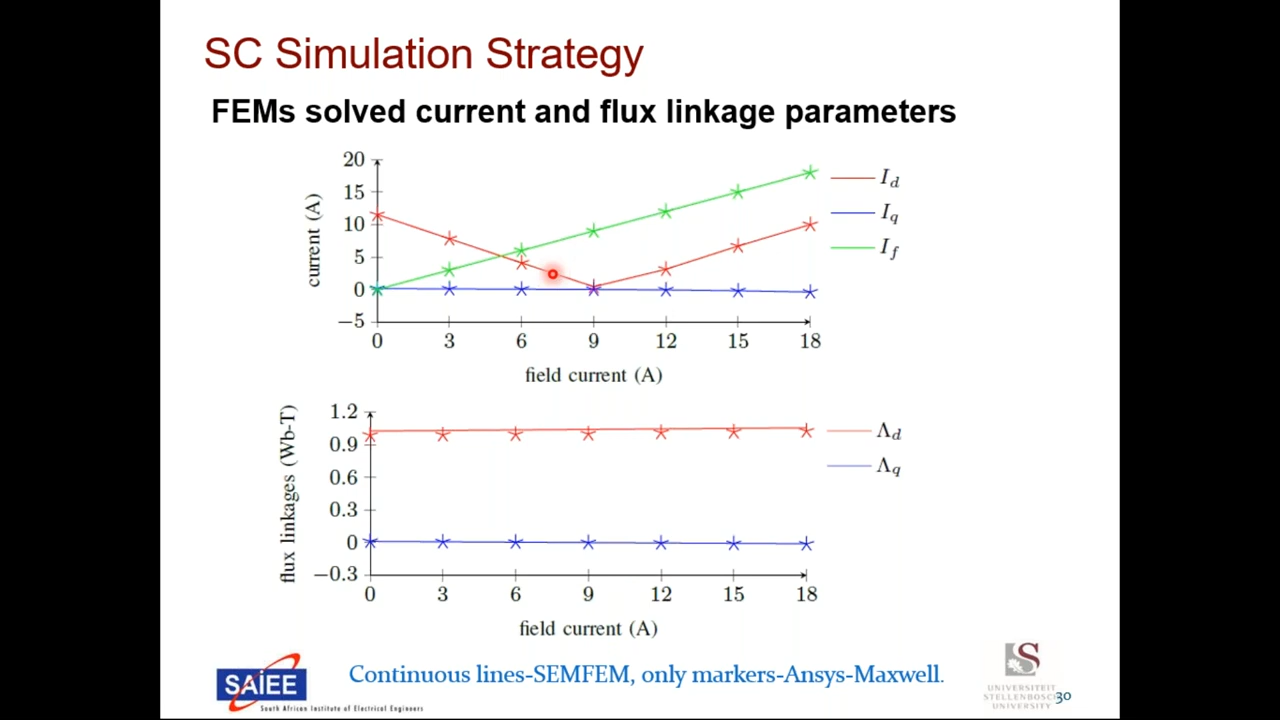 SC Simulation Strategy
FEMs solved current and flux linkage parameters
20
15
10
5
0
−5
current (A)
0 3 6 9 12 15 18
field current (A)
I_d
I_q
I_f
1.2
0.9
0.6
0.3
0
−0.3
flux linkages (Wb-T)
0 3 6 9 12 15 18
field current (A)
Λ_d
Λ_q
Continuous lines-SEMFEM, only markers-Ansys-Maxwell.
SAIEE
South African Institute of Electrical Engineers
UNIVERSITEIT
STELLENBOSCH
UNIVERSITY
30